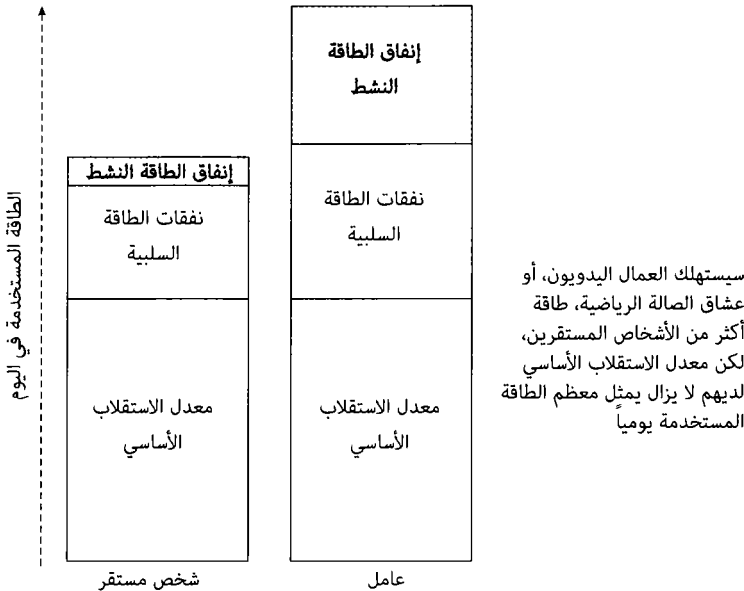 الطاقة المستخدمة في اليوم
إنفاق الطاقة
النشط
نفقات الطاقة
السلبية
معدل الاستقلاب
الأساسي
عامل
إنفاق الطاقة النشط
نفقات الطاقة
السلبية
معدل الاستقلاب
الأساسي
شخص مستقر
سيستهلك العمال اليدويون، أو
عشاق الصالة الرياضية، طاقة
أكثر من الأشخاص المستقرين،
لكن معدل الاستقلاب الأساسي
لديهم لا يزال يمثل معظم الطاقة
المستخدمة يومياً